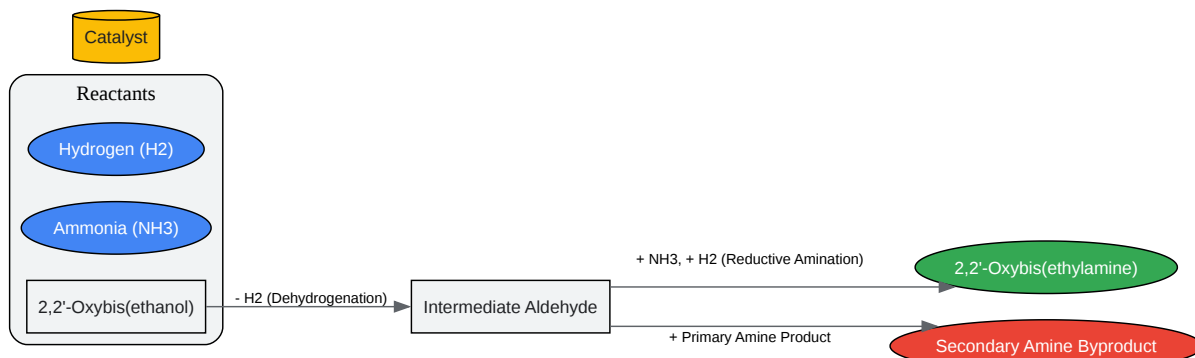 Catalyst
Reactants
Hydrogen (H2)
Ammonia (NH3)
2,2'-Oxybis(ethanol)
- H2 (Dehydrogenation)
Intermediate Aldehyde
+ NH3, + H2 (Reductive Amination)
2,2'-Oxybis(ethylamine)
+ Primary Amine Product
Secondary Amine Byproduct